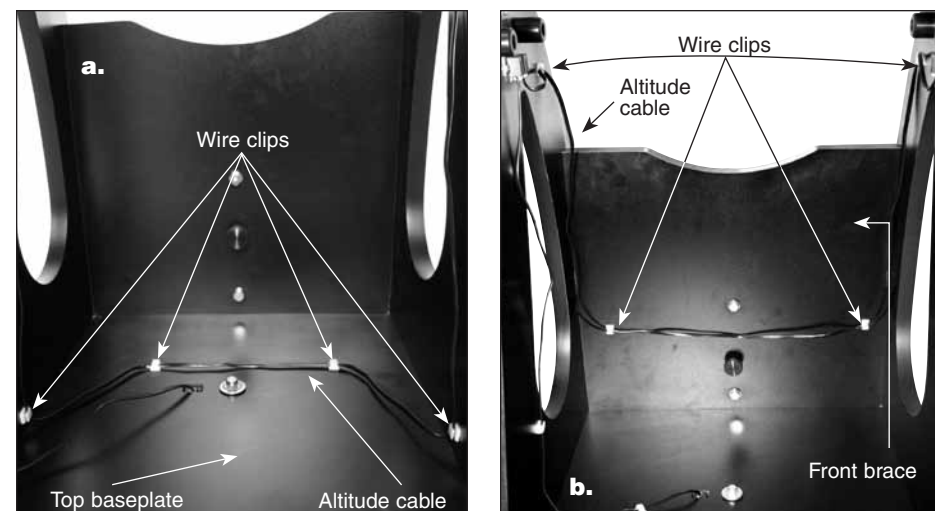 a.
Wire clips
Top baseplate
Altitude cable
Wire clips
Altitude
cable
Front brace
b.